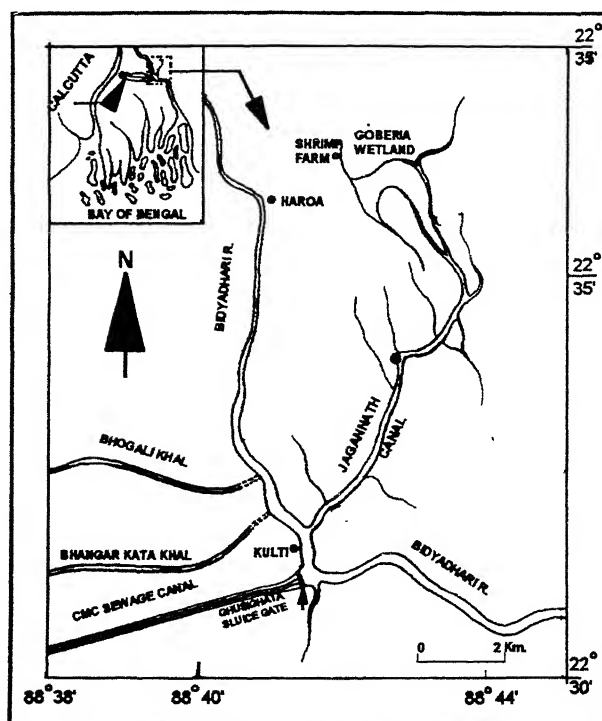 22°
35'
CALCUTTA
BAY OF BENGAL
SHRIMP
FARM
GOBERIA
WETLAND
HAROA
N
BIDYADHARI R.
22°
35'
JAGANNATH
CANAL
BHOGALI KHAL
BHANGAR KATA KHAL
KULTI
BIDYADHARI R.
CMC SEWAGE CANAL
GHUSIGHATA
SLUICE GATE
0 2 Km.
22°
30'
88° 38' 88° 40' 88° 44'